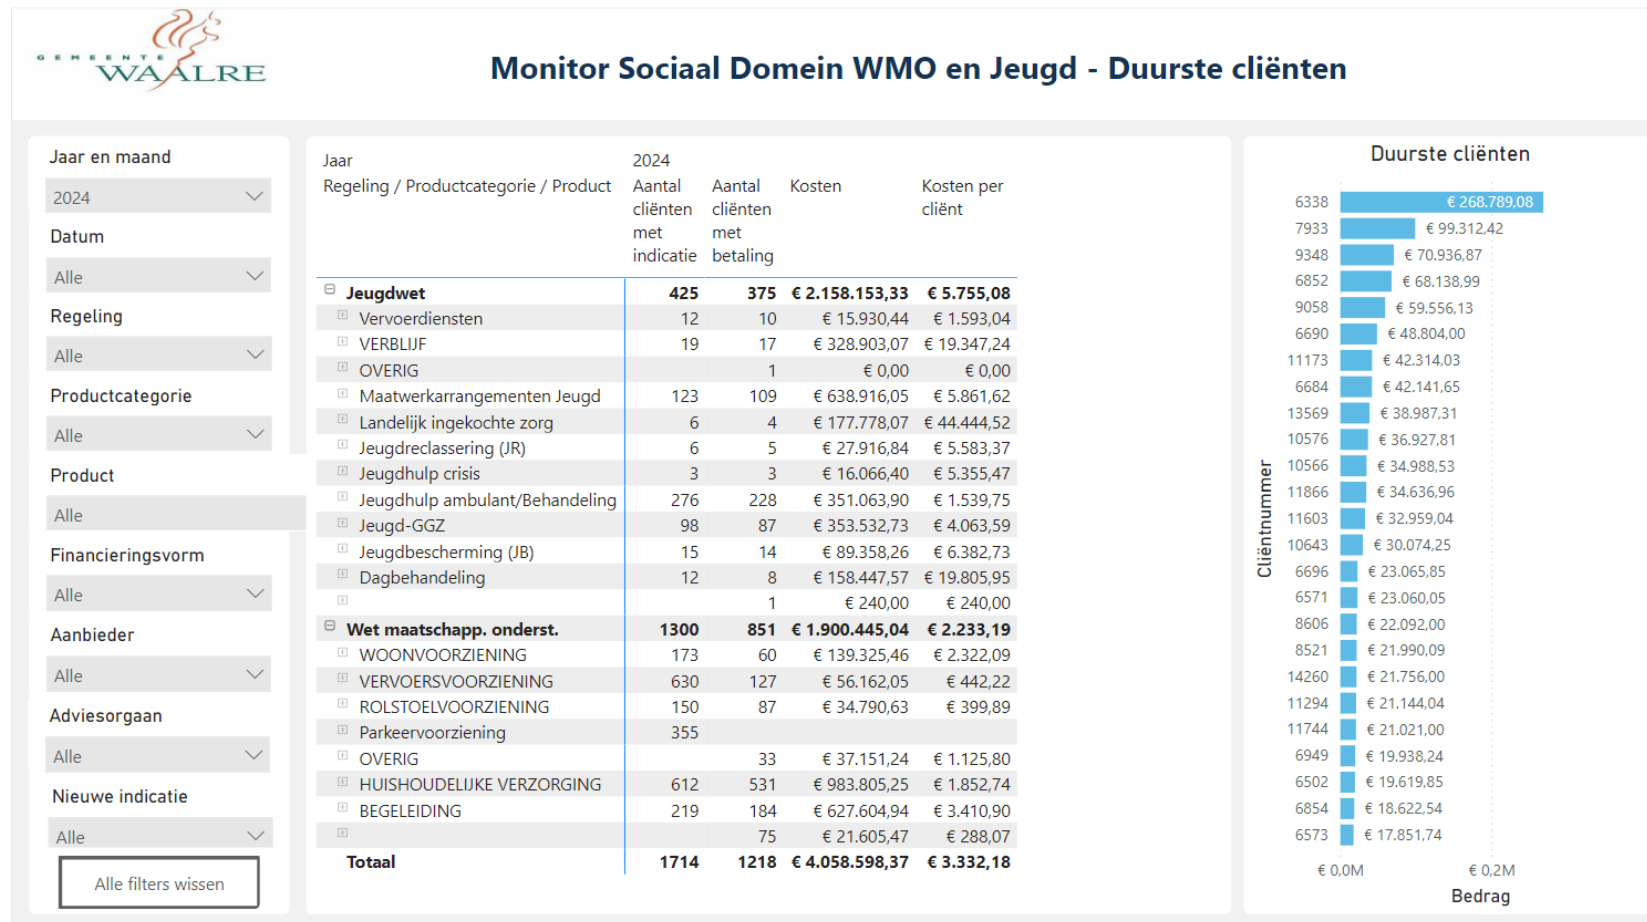 GEMEENTE
WAALRE
Monitor Sociaal Domein WMO en Jeugd - Duurste cliënten
Jaar en maand
2024
Datum
Alle
Regeling
Alle
Productcategorie
Alle
Product
Alle
Financieringsvorm
Alle
Aanbieder
Alle
Adviesorgaan
Alle
Nieuwe indicatie
Alle
Alle filters wissen
Jaar 2024
Regeling / Productcategorie / Product Aantal cliënten met indicatie Aantal cliënten met betaling Kosten Kosten per cliënt
Jeugdwet 425 375 € 2.158.153,33 € 5.755,08
Vervoerdiensten 12 10 € 15.930,44 € 1.593,04
VERBLIJF 19 17 € 328.903,07 € 19.347,24
OVERIG 1 € 0,00 € 0,00
Maatwerkarrangementen Jeugd 123 109 € 638.916,05 € 5.861,62
Landelijk ingekochte zorg 6 4 € 177.778,07 € 44.444,52
Jeugdreclassering (JR) 6 5 € 27.916,84 € 5.583,37
Jeugdhulp crisis 3 3 € 16.066,40 € 5.355,47
Jeugdhulp ambulant/Behandeling 276 228 € 351.063,90 € 1.539,75
Jeugd-GGZ 98 87 € 353.532,73 € 4.063,59
Jeugdbescherming (JB) 15 14 € 89.358,26 € 6.382,73
Dagbehandeling 12 8 € 158.447,57 € 19.805,95
1 € 240,00 € 240,00
Wet maatschapp. onderst. 1300 851 € 1.900.445,04 € 2.233,19
WOONVOORZIENING 173 60 € 139.325,46 € 2.322,09
VERVOERSVOORZIENING 630 127 € 56.162,05 € 442,22
ROLSTOELVOORZIENING 150 87 € 34.790,63 € 399,89
Parkeervoorziening 355
OVERIG 33 € 37.151,24 € 1.125,80
HUISHOUDELIJKE VERZORGING 612 531 € 983.805,25 € 1.852,74
BEGELEIDING 219 184 € 627.604,94 € 3.410,90
75 € 21.605,47 € 288,07
Totaal 1714 1218 € 4.058.598,37 € 3.332,18
Duurste cliënten
Cliëntnummer
6338 € 268.789,08
7933 € 99.312,42
9348 € 70.936,87
6852 € 68.138,99
9058 € 59.556,13
6690 € 48.804,00
11173 € 42.314,03
6684 € 42.141,65
13569 € 38.987,31
10576 € 36.927,81
10566 € 34.988,53
11866 € 34.636,96
11603 € 32.959,04
10643 € 30.074,25
6696 € 23.065,85
6571 € 23.060,05
8606 € 22.092,00
8521 € 21.990,09
14260 € 21.756,00
11294 € 21.144,04
11744 € 21.021,00
6949 € 19.938,24
6502 € 19.619,85
6854 € 18.622,54
6573 € 17.851,74
€ 0,0M € 0,2M
Bedrag